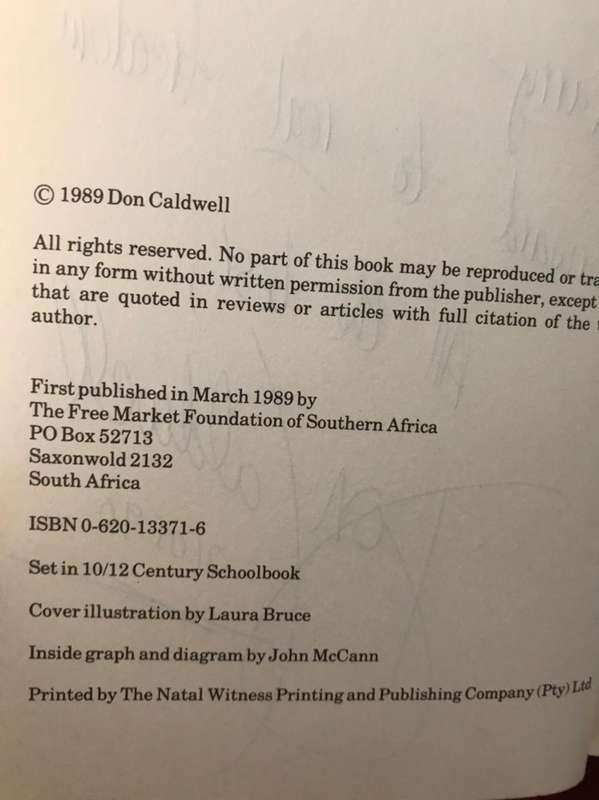 © 1989 Don Caldwell
All rights reserved. No part of this book may be reproduced or
in any form without written permission from the publisher, except
that are quoted in reviews or articles with full citation of the
author.
First published in March 1989 by
The Free Market Foundation of Southern Africa
PO Box 52713
Saxonwold 2132
South Africa
ISBN 0-620-13371-6
Set in 10/12 Century Schoolbook
Cover illustration by Laura Bruce
Inside graph and diagram by John McCann
Printed by The Natal Witness Printing and Publishing Company (Pty) Ltd